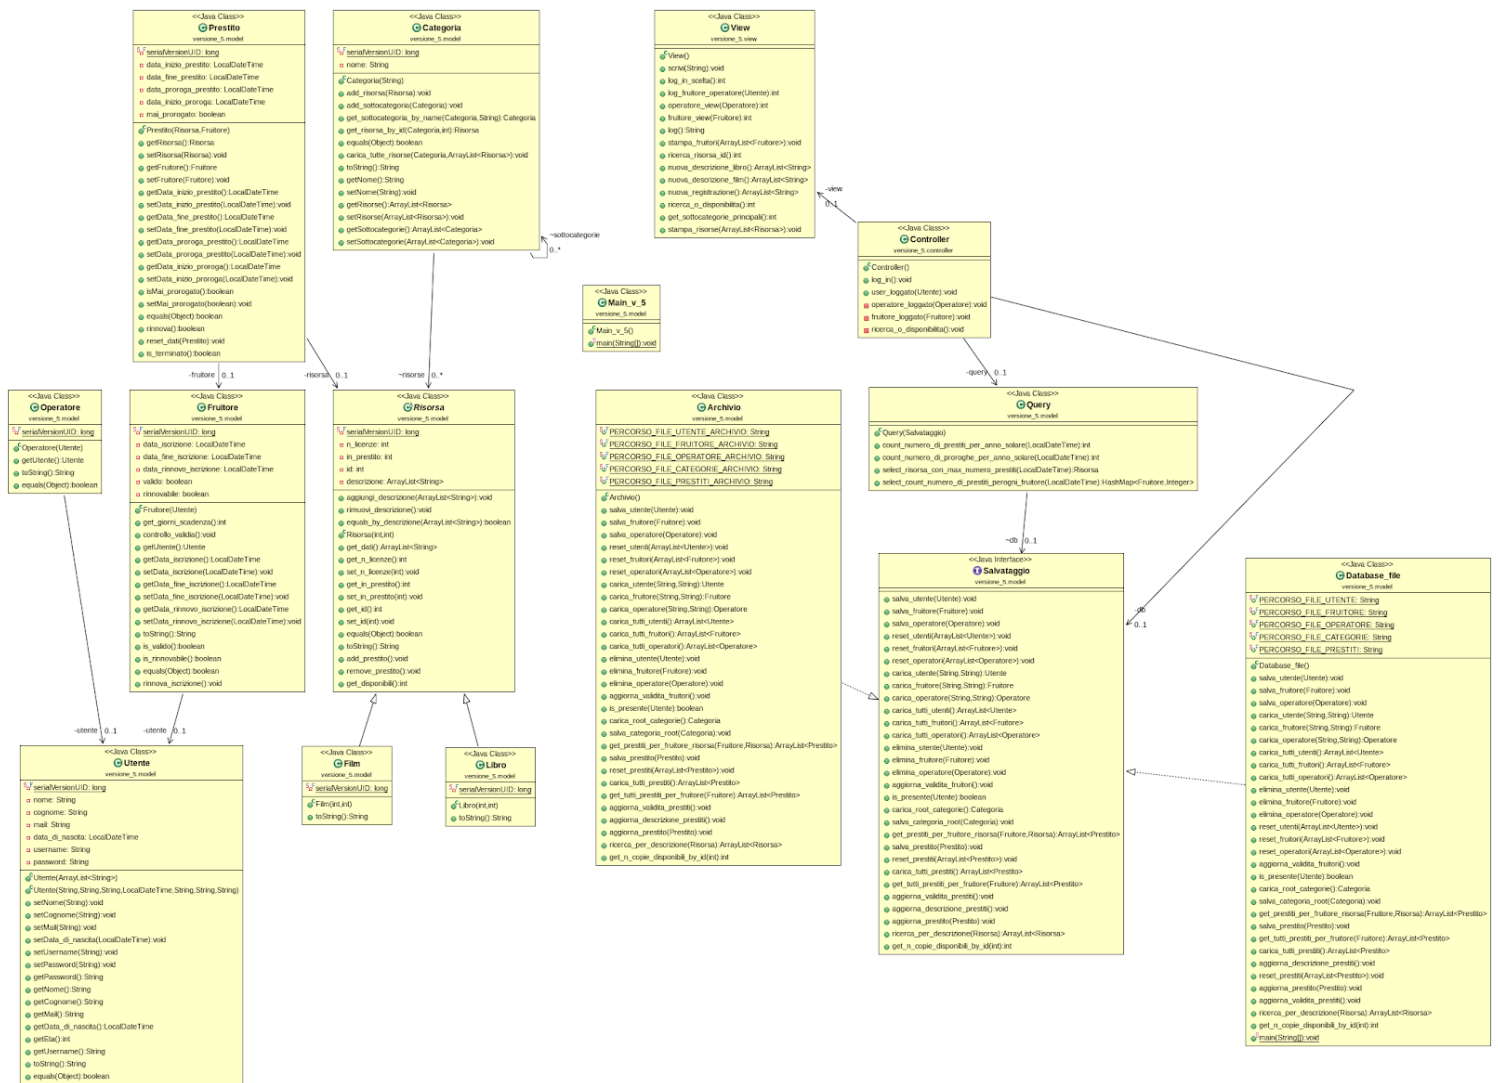 <<Java Class>>
Prestito
versione_5.model
serialVersionUID: long
data_inizio_prestito: LocalDateTime
data_fine_prestito: LocalDateTime
data_proroga_prestito: LocalDateTime
data_inizio_proroga: LocalDateTime
mai_prorogato: boolean
Prestito(Risorsa,Fruitore)
getRisorsa():Risorsa
setRisorsa(Risorsa):void
getFruitore():Fruitore
setFruitore(Fruitore):void
getData_inizio_prestito():LocalDateTime
setData_inizio_prestito(LocalDateTime):void
getData_fine_prestito():LocalDateTime
setData_fine_prestito(LocalDateTime):void
getData_proroga_prestito():LocalDateTime
setData_proroga_prestito(LocalDateTime):void
getData_inizio_proroga():LocalDateTime
setData_inizio_proroga(LocalDateTime):void
isMai_prorogato():boolean
setMai_prorogato(boolean):void
equals(Object):boolean
rinnova():boolean
reset_dati(Prestito):void
is_terminato():boolean
<<Java Class>>
Categoria
versione_5.model
serialVersionUID: long
nome: String
Categoria(String)
add_risorsa(Risorsa):void
add_sottocategoria(Categoria):void
get_sottocategoria_by_name(Categoria,String):Categoria
get_risorsa_by_id(Categoria,int):Risorsa
equals(Object):boolean
carica_tutte_risorse(Categoria,ArrayList<Risorsa>):void
toString():String
getNome():String
setNome(String):void
getRisorse():ArrayList<Risorsa>
setRisorse(ArrayList<Risorsa>):void
getSottocategorie():ArrayList<Categoria>
setSottocategorie(ArrayList<Categoria>):void
~sottocategorie
0..*
<<Java Class>>
View
versione_5.view
View()
scrivi(String):void
log_in_scelta():int
log_fruitore_operatore(Utente):int
operatore_view(Operatore):int
fruitore_view(Fruitore):int
log():String
stampa_fruitori(ArrayList<Fruitore>):void
ricerca_risorsa_id():int
nuova_descrizione_libro():ArrayList<String>
nuova_descrizione_film():ArrayList<String>
nuova_registrazione():ArrayList<String>
ricerca_o_disponibilita():int
get_sottocategorie_principali():int
stampa_risorse(ArrayList<Risorsa>):void
-view
0..1
<<Java Class>>
Controller
versione_5.controller
Controller()
log_in():void
user_loggato(Utente):void
operatore_loggato(Operatore):void
fruitore_loggato(Fruitore):void
ricerca_o_disponibilita():void
<<Java Class>>
Main_v_5
versione_5.model
Main_v_5()
main(String[]):void
-fruitore 0..1
-risorsa 0..1
~risorse 0..*
-query 0..1
<<Java Class>>
Operatore
versione_5.model
serialVersionUID: long
Operatore(Utente)
getUtente():Utente
toString():String
equals(Object):boolean
<<Java Class>>
Fruitore
versione_5.model
serialVersionUID: long
data_iscrizione: LocalDateTime
data_fine_iscrizione: LocalDateTime
data_rinnovo_iscrizione: LocalDateTime
valido: boolean
rinnovabile: boolean
Fruitore(Utente)
get_giorni_scadenza():int
controllo_validia():void
getUtente():Utente
getData_iscrizione():LocalDateTime
setData_iscrizione(LocalDateTime):void
getData_fine_iscrizione():LocalDateTime
setData_fine_iscrizione(LocalDateTime):void
getData_rinnovo_iscrizione():LocalDateTime
setData_rinnovo_iscrizione(LocalDateTime):void
toString():String
is_valido():boolean
is_rinnovabile():boolean
equals(Object):boolean
rinnova_iscrizione():void
<<Java Class>>
Risorsa
versione_5.model
serialVersionUID: long
n_licenze: int
in_prestito: int
id: int
descrizione: ArrayList<String>
aggiungi_descrizione(ArrayList<String>):void
rimuovi_descrizione():void
equals_by_descrizione(ArrayList<String>):boolean
Risorsa(int,int)
get_dati():ArrayList<String>
get_n_licenze():int
set_n_licenze(int):void
get_in_prestito():int
set_in_prestito(int):void
get_id():int
set_id(int):void
equals(Object):boolean
toString():String
add_prestito():void
remove_prestito():void
get_disponibili():int
<<Java Class>>
Archivio
versione_5.model
PERCORSO_FILE_UTENTE_ARCHIVIO: String
PERCORSO_FILE_FRUITORE_ARCHIVIO: String
PERCORSO_FILE_OPERATORE_ARCHIVIO: String
PERCORSO_FILE_CATEGORIE_ARCHIVIO: String
PERCORSO_FILE_PRESTITI_ARCHIVIO: String
Archivio()
salva_utente(Utente):void
salva_fruitore(Fruitore):void
salva_operatore(Operatore):void
reset_utenti(ArrayList<Utente>):void
reset_fruitori(ArrayList<Fruitore>):void
reset_operatori(ArrayList<Operatore>):void
carica_utente(String,String):Utente
carica_fruitore(String,String):Fruitore
carica_operatore(String,String):Operatore
carica_tutti_utenti():ArrayList<Utente>
carica_tutti_fruitori():ArrayList<Fruitore>
carica_tutti_operatori():ArrayList<Operatore>
elimina_utente(Utente):void
elimina_fruitore(Fruitore):void
elimina_operatore(Operatore):void
aggiorna_validita_fruitori():void
is_presente(Utente):boolean
carica_root_categorie():Categoria
salva_categoria_root(Categoria):void
get_prestiti_per_fruitore_risorsa(Fruitore,Risorsa):ArrayList<Prestito>
salva_prestito(Prestito):void
reset_prestiti(ArrayList<Prestito>):void
carica_tutti_prestiti():ArrayList<Prestito>
get_tutti_prestiti_per_fruitore(Fruitore):ArrayList<Prestito>
aggiorna_validita_prestiti():void
aggiorna_descrizione_prestiti():void
aggiorna_prestito(Prestito):void
ricerca_per_descrizione(Risorsa):ArrayList<Risorsa>
get_n_copie_disponibili_by_id(int):int
<<Java Class>>
Query
versione_5.model
Query(Salvataggio)
count_numero_di_prestiti_per_anno_solare(LocalDateTime):int
count_numero_di_proroghe_per_anno_solare(LocalDateTime):int
select_risorsa_con_max_numero_prestiti(LocalDateTime):Risorsa
select_count_numero_di_prestiti_perogni_fruitore(LocalDateTime):HashMap<Fruitore,Integer>
~db 0..1
<<Java Interface>>
Salvataggio
versione_5.model
salva_utente(Utente):void
salva_fruitore(Fruitore):void
salva_operatore(Operatore):void
reset_utenti(ArrayList<Utente>):void
reset_fruitori(ArrayList<Fruitore>):void
reset_operatori(ArrayList<Operatore>):void
carica_utente(String,String):Utente
carica_fruitore(String,String):Fruitore
carica_operatore(String,String):Operatore
carica_tutti_utenti():ArrayList<Utente>
carica_tutti_fruitori():ArrayList<Fruitore>
carica_tutti_operatori():ArrayList<Operatore>
elimina_utente(Utente):void
elimina_fruitore(Fruitore):void
elimina_operatore(Operatore):void
aggiorna_validita_fruitori():void
is_presente(Utente):boolean
carica_root_categorie():Categoria
salva_categoria_root(Categoria):void
get_prestiti_per_fruitore_risorsa(Fruitore,Risorsa):ArrayList<Prestito>
salva_prestito(Prestito):void
reset_prestiti(ArrayList<Prestito>):void
carica_tutti_prestiti():ArrayList<Prestito>
get_tutti_prestiti_per_fruitore(Fruitore):ArrayList<Prestito>
aggiorna_validita_prestiti():void
aggiorna_descrizione_prestiti():void
aggiorna_prestito(Prestito):void
ricerca_per_descrizione(Risorsa):ArrayList<Risorsa>
get_n_copie_disponibili_by_id(int):int
-db
0..1
<<Java Class>>
Database_file
versione_5.model
PERCORSO_FILE_UTENTE: String
PERCORSO_FILE_FRUITORE: String
PERCORSO_FILE_OPERATORE: String
PERCORSO_FILE_CATEGORIE: String
PERCORSO_FILE_PRESTITI: String
Database_file()
salva_utente(Utente):void
salva_fruitore(Fruitore):void
salva_operatore(Operatore):void
carica_utente(String,String):Utente
carica_fruitore(String,String):Fruitore
carica_operatore(String,String):Operatore
carica_tutti_utenti():ArrayList<Utente>
carica_tutti_fruitori():ArrayList<Fruitore>
carica_tutti_operatori():ArrayList<Operatore>
elimina_utente(Utente):void
elimina_fruitore(Fruitore):void
elimina_operatore(Operatore):void
reset_utenti(ArrayList<Utente>):void
reset_fruitori(ArrayList<Fruitore>):void
reset_operatori(ArrayList<Operatore>):void
aggiorna_validita_fruitori():void
is_presente(Utente):boolean
carica_root_categorie():Categoria
salva_categoria_root(Categoria):void
get_prestiti_per_fruitore_risorsa(Fruitore,Risorsa):ArrayList<Prestito>
salva_prestito(Prestito):void
get_tutti_prestiti_per_fruitore(Fruitore):ArrayList<Prestito>
carica_tutti_prestiti():ArrayList<Prestito>
aggiorna_descrizione_prestiti():void
reset_prestiti(ArrayList<Prestito>):void
aggiorna_prestito(Prestito):void
aggiorna_validita_prestiti():void
ricerca_per_descrizione(Risorsa):ArrayList<Risorsa>
get_n_copie_disponibili_by_id(int):int
main(String[]):void
-utente 0..1
-utente 0..1
<<Java Class>>
Utente
versione_5.model
serialVersionUID: long
nome: String
cognome: String
mail: String
data_di_nascita: LocalDateTime
username: String
password: String
Utente(ArrayList<String>)
Utente(String,String,String,LocalDateTime,String,String,String)
setNome(String):void
setCognome(String):void
setMail(String):void
setData_di_nascita(LocalDateTime):void
setUsername(String):void
setPassword(String):void
getPassword():String
getNome():String
getCognome():String
getMail():String
getData_di_nascita():LocalDateTime
getEta():int
getUsername():String
toString():String
equals(Object):boolean
<<Java Class>>
Film
versione_5.model
serialVersionUID: long
Film(int,int)
toString():String
<<Java Class>>
Libro
versione_5.model
serialVersionUID: long
Libro(int,int)
toString():String